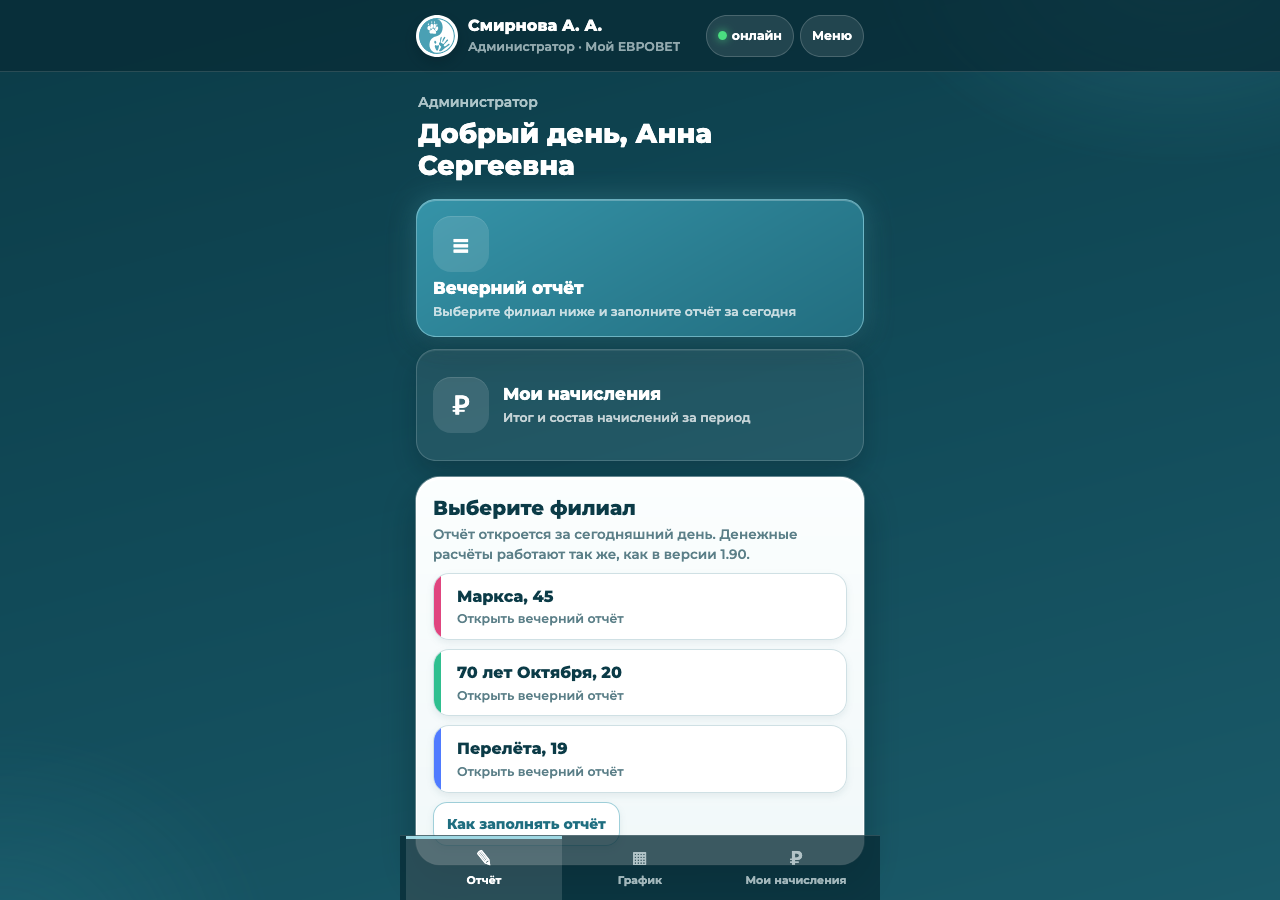 Смирнова А. А.
Администратор · Мой ЕВРОВЕТ
онлайн
Меню
Администратор
Добрый день, Анна
Сергеевна
Вечерний отчёт
Выберите филиал ниже и заполните отчёт за сегодня
₽
Мои начисления
Итог и состав начислений за период
Выберите филиал
Отчёт откроется за сегодняшний день. Денежные
расчёты работают так же, как в версии 1.90.
Маркса, 45
Открыть вечерний отчёт
70 лет Октября, 20
Открыть вечерний отчёт
Перелёта, 19
Открыть вечерний отчёт
Как заполнять отчёт
₽
Отчёт
График
Мои начисления